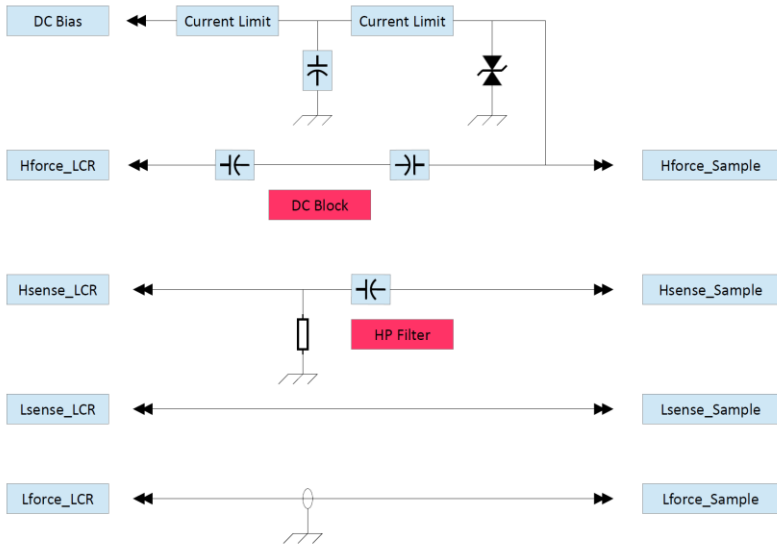 DC Bias
Current Limit
Current Limit
Hforce_LCR
Hforce_Sample
DC Block
Hsense_LCR
Hsense_Sample
HP Filter
Lsense_LCR
Lsense_Sample
Lforce_LCR
Lforce_Sample